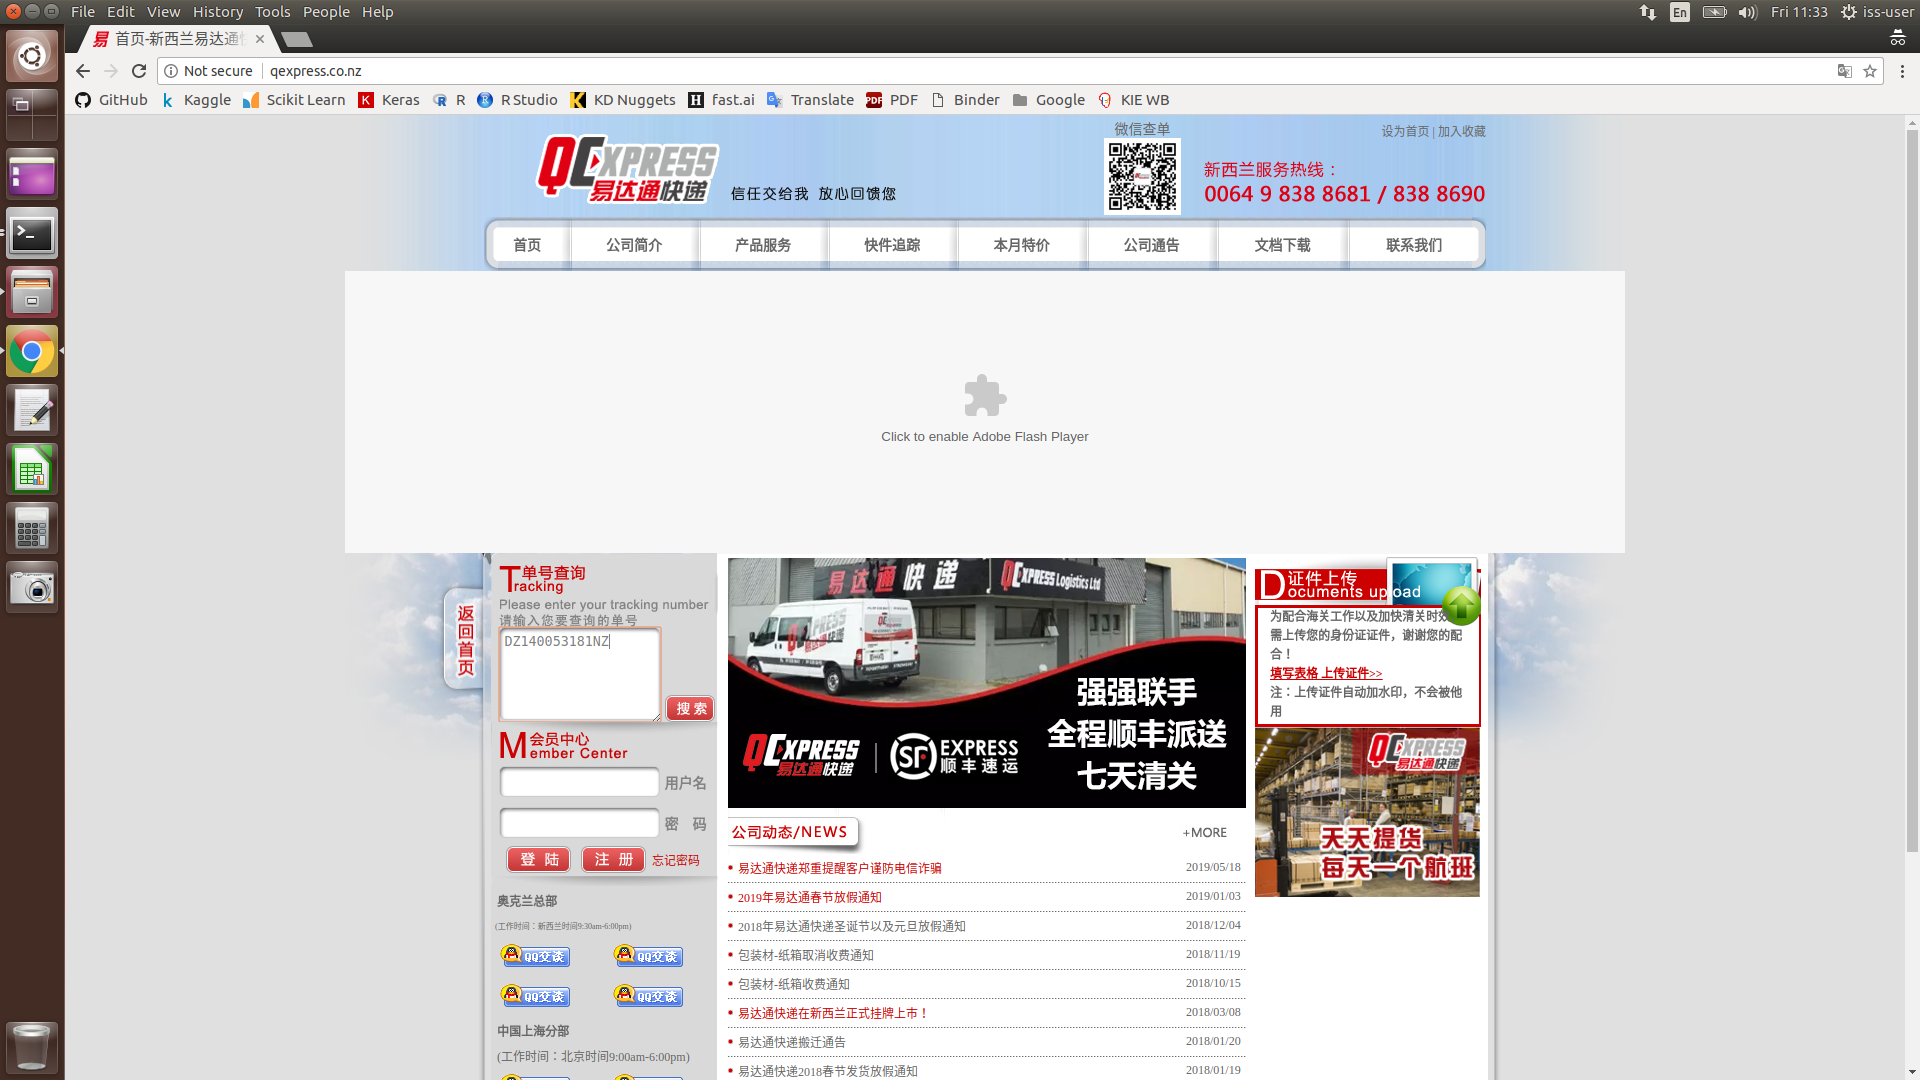 File Edit View History Tools People Help
En
Fri 11:33
iss-user
易 首页-新西兰易达通
Not secure
qexpress.co.nz
GitHub
k Kaggle
Scikit Learn
K Keras
R
R Studio
KD Nuggets
H fast.ai
Translate
PDF PDF
Binder
Google
KIE WB
QEXPRESS
易达通快递
信任交给我 放心回馈您
微信查单
设为首页 | 加入收藏
新西兰服务热线：
0064 9 838 8681 / 838 8690
首页
公司简介
产品服务
快件追踪
本月特价
公司通告
文档下载
联系我们
Click to enable Adobe Flash Player
返回首页
单号查询
Tracking
Please enter your tracking number
请输入您要查询的单号
DZ140053181NZ
搜 索
会员中心
Member Center
用户名
密 码
登 陆
注 册
忘记密码
奥克兰总部
(工作时间：新西兰时间9:30am-6:00pm)
QQ交谈
QQ交谈
QQ交谈
QQ交谈
中国上海分部
(工作时间：北京时间9:00am-6:00pm)
易达通快递
QEXPRESS Logistics Ltd
强强联手
全程顺丰派送
七天清关
QEXPRESS
易达通快递
SF EXPRESS
顺丰速运
公司动态/NEWS
+MORE
易达通快递郑重提醒客户谨防电信诈骗 2019/05/18
2019年易达通春节放假通知 2019/01/03
2018年易达通快递圣诞节以及元旦放假通知 2018/12/04
包装材-纸箱取消收费通知 2018/11/19
包装材-纸箱收费通知 2018/10/15
易达通快递在新西兰正式挂牌上市！ 2018/03/08
易达通快递搬迁通告 2018/01/20
易达通快递2018春节发货放假通知 2018/01/19
证件上传
Documents upload
为配合海关工作以及加快清关时效
需上传您的身份证证件，谢谢您的配
合！
填写表格 上传证件>>
注：上传证件自动加水印，不会被他
用
QEXPRESS
易达通快递
天天提货
每天一个航班